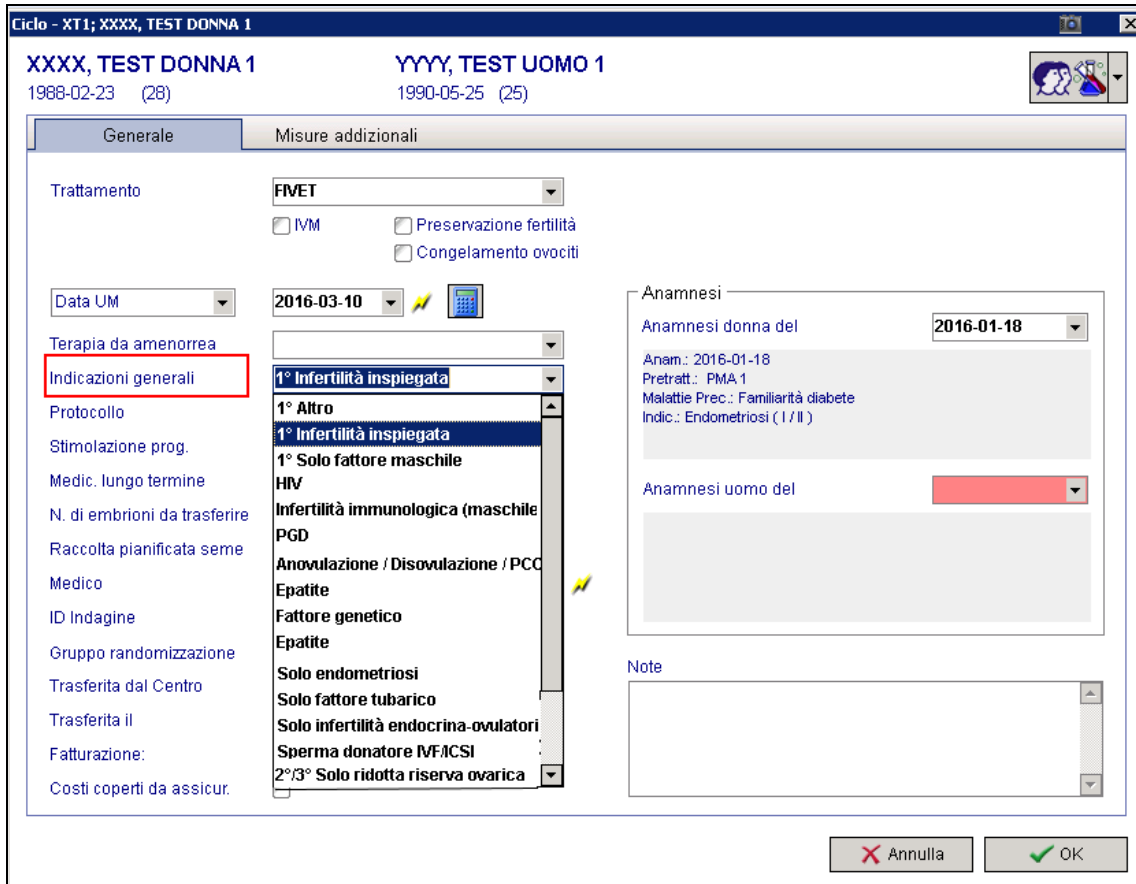 Ciclo - XT1; XXXX, TEST DONNA 1
XXXX, TEST DONNA 1 YYYY, TEST UOMO 1
1988-02-23 (28) 1990-05-25 (25)
Generale Misure addizionali
Trattamento FIVET
IVM Preservazione fertilità
Congelamento ovociti
Data UM 2016-03-10
Terapia da amenorrea
Indicazioni generali 1° Infertilità inspiegata
Protocollo
Stimolazione prog.
Medic. lungo termine
N. di embrioni da trasferire
Raccolta pianificata seme
Medico
ID Indagine
Gruppo randomizzazione
Trasferita dal Centro
Trasferita il
Fatturazione:
Costi coperti da assicur.
1° Altro
1° Infertilità inspiegata
1° Solo fattore maschile
HIV
Infertilità immunologica (maschile
PGD
Anovulazione / Disovulazione / PCO
Epatite
Fattore genetico
Epatite
Solo endometriosi
Solo fattore tubarico
Solo infertilità endocrina-ovulatori
Sperma donatore IVF/ICSI
2°/3° Solo ridotta riserva ovarica
Anamnesi
Anamnesi donna del 2016-01-18
Anam.: 2016-01-18
Pretratt.: PMA 1
Malattie Prec.: Familiarità diabete
Indic.: Endometriosi ( I / II )
Anamnesi uomo del
Note
Annulla OK